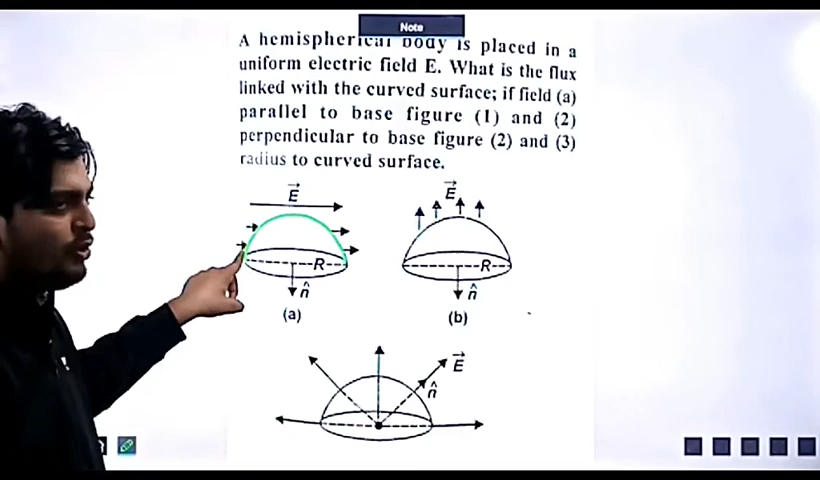 Note
A hemispherical body is placed in a
uniform electric field E. What is the flux
linked with the curved surface; if field (a)
parallel to base figure (1) and (2)
perpendicular to base figure (2) and (3)
radius to curved surface.
E E
R R
n̂ n̂
(a) (b)
E
n̂